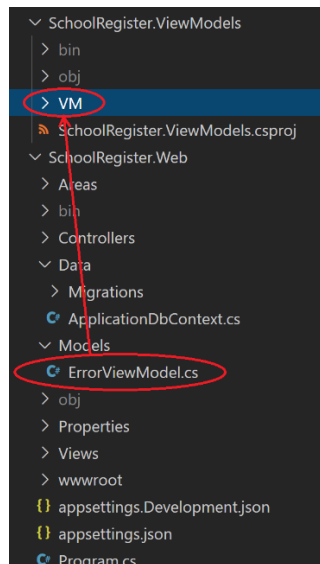 SchoolRegister.ViewModels
bin
obj
VM
SchoolRegister.ViewModels.csproj
SchoolRegister.Web
Areas
bin
Controllers
Data
Migrations
C# ApplicationDbContext.cs
Models
C# ErrorViewModel.cs
obj
Properties
Views
wwwroot
{} appsettings.Development.json
{} appsettings.json
C# Program.cs